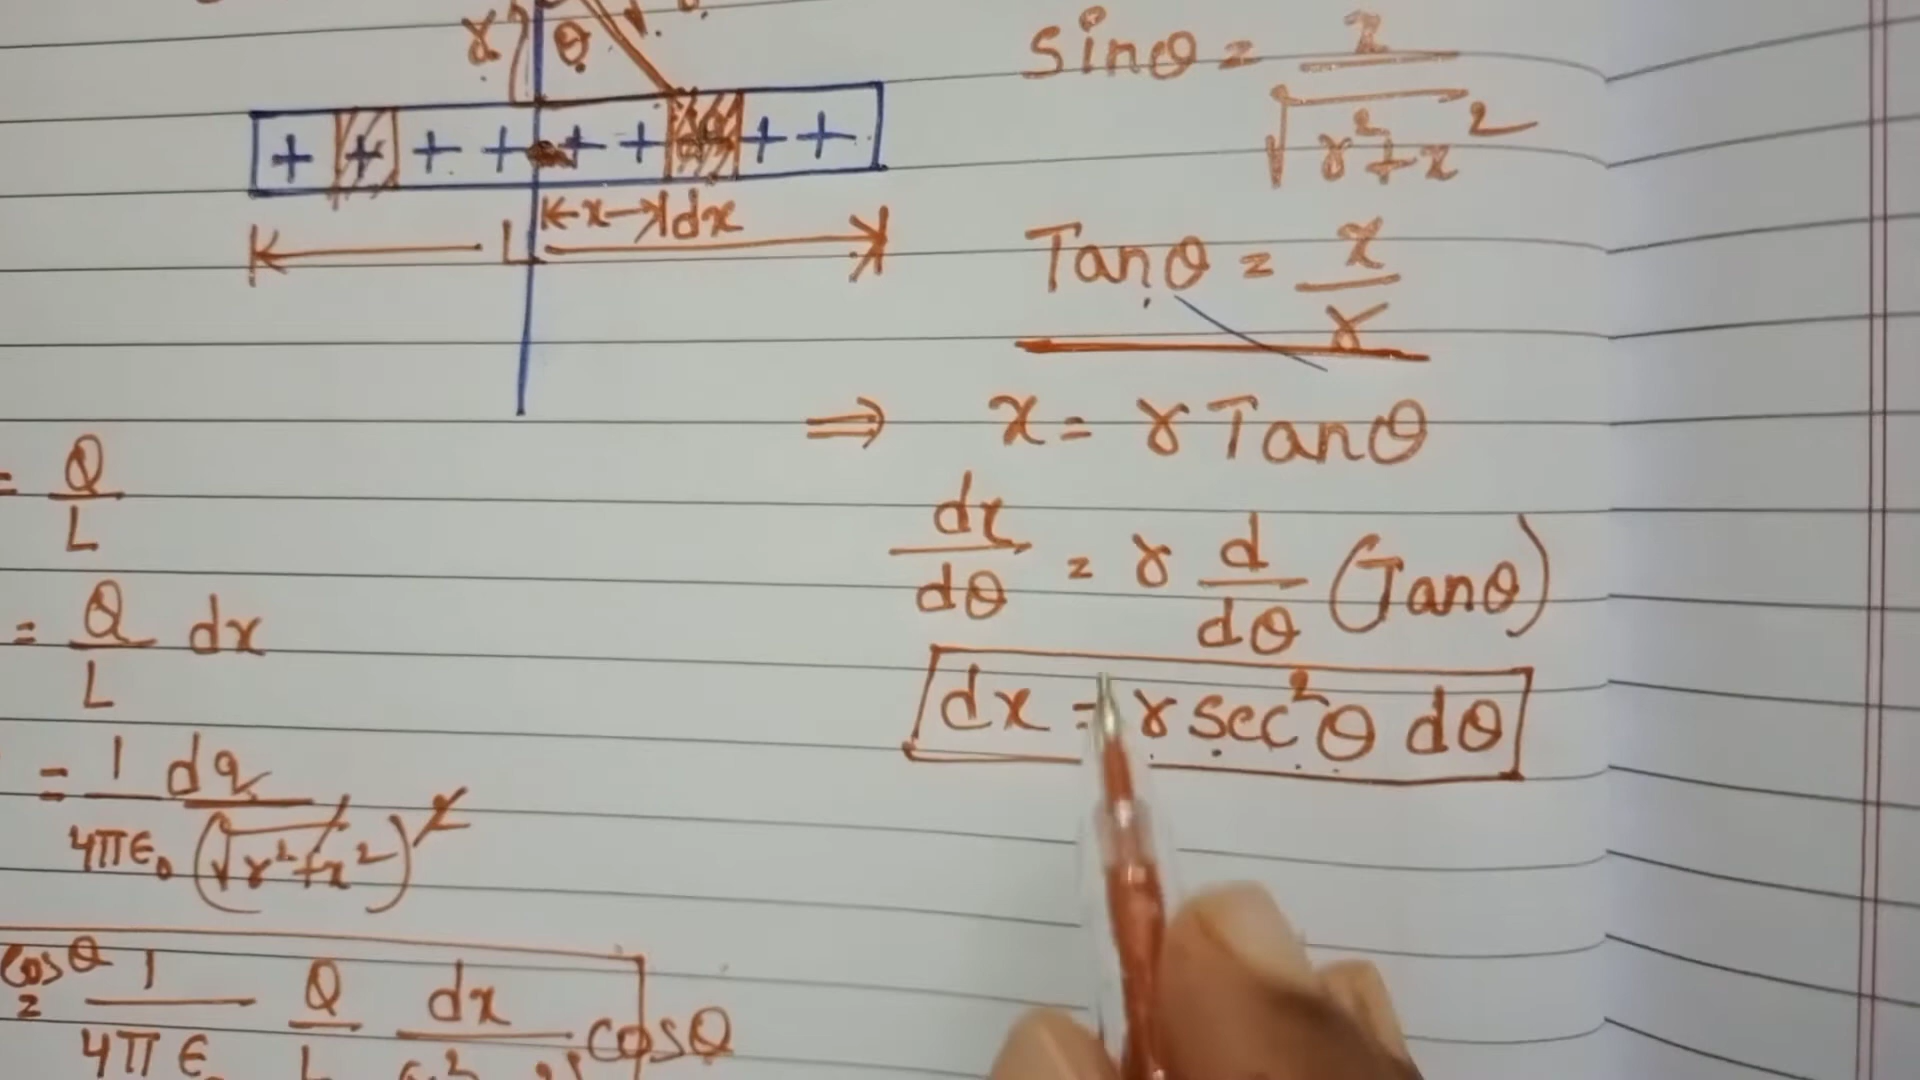 r θ
+ + + + + + + + +
x dx
L
= Q/L
= Q/L dx
= 1/4πε₀ dq/(√r²+x²)²
cosθ = 1/4πε₀ Q/L dx cosθ
sinθ = x/√r²+x²
Tanθ = x/r
⇒ x = r Tanθ
dx/dθ = r d/dθ (Tanθ)
dx = r sec²θ dθ